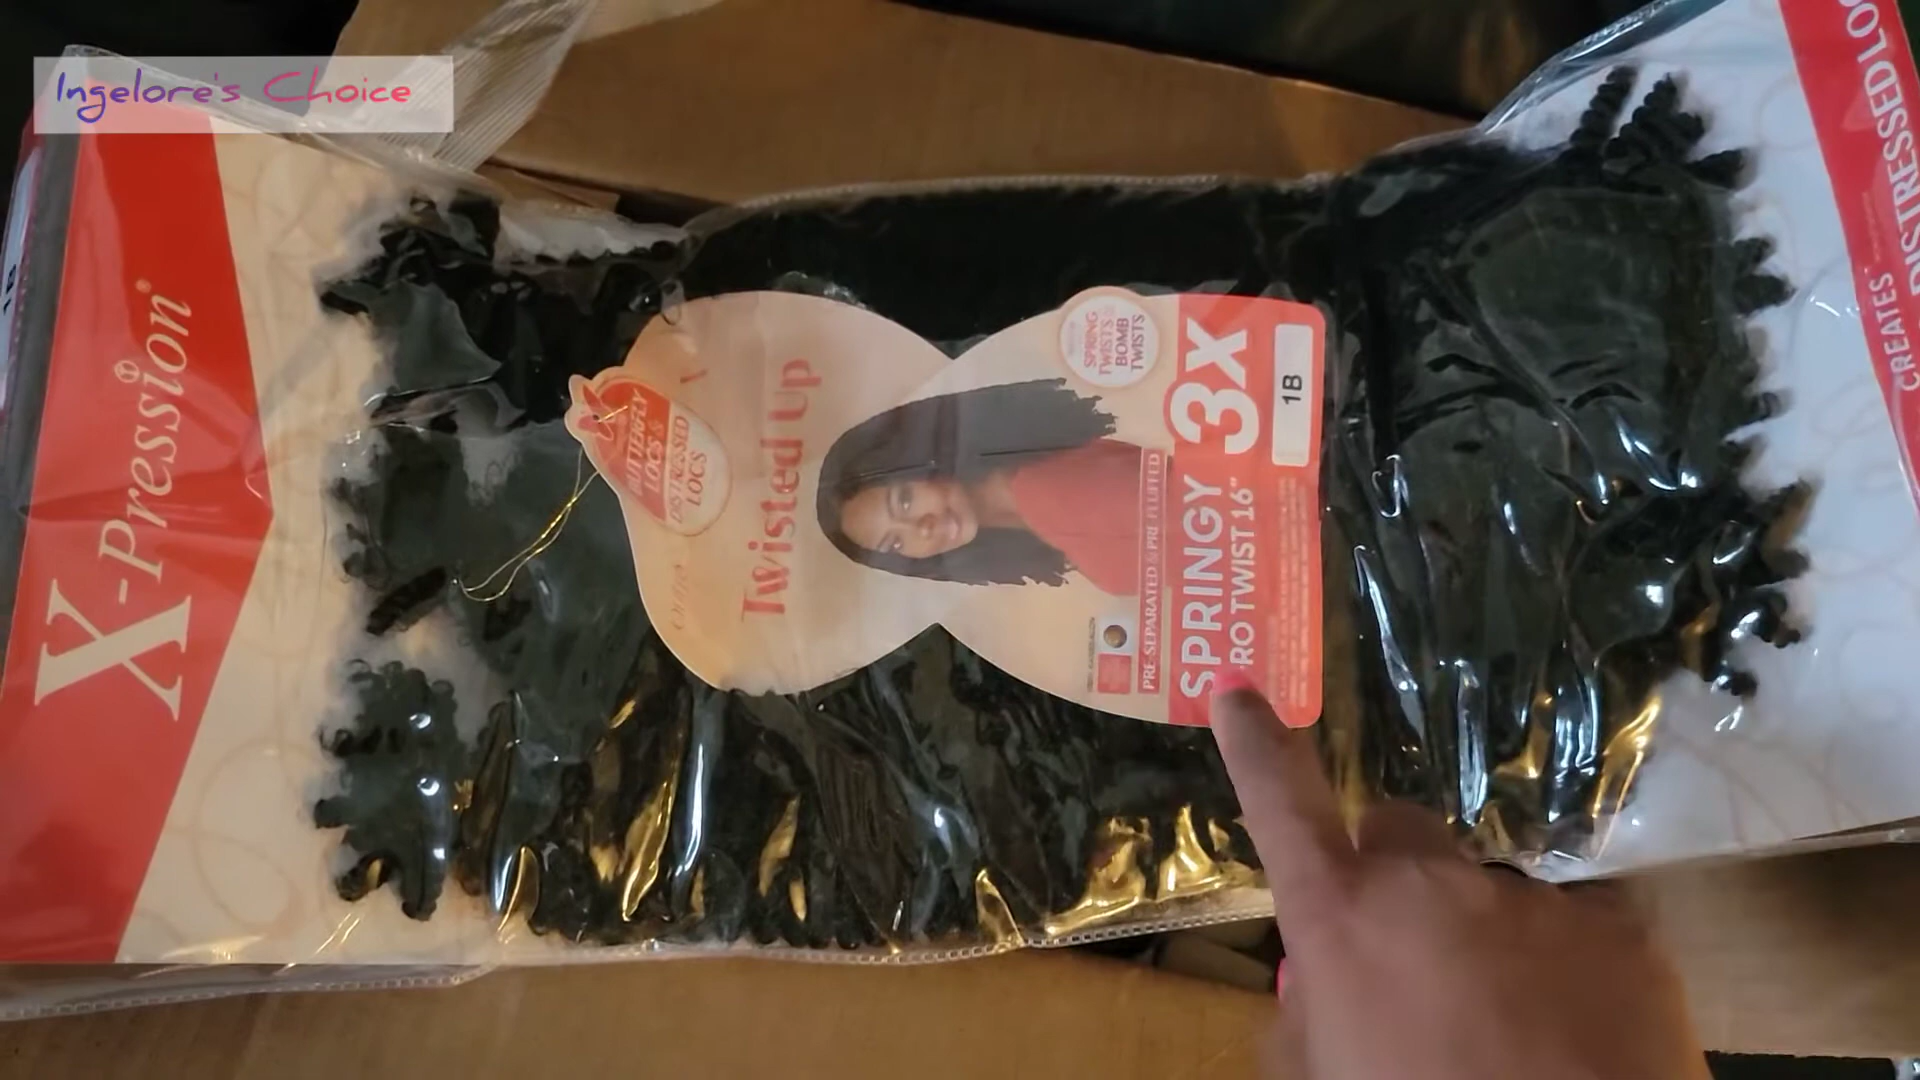 Ingelore's Choice
X-Pression®
1B
BUTTERFLY
LOCS &
DISTRESSED
LOCS
Twisted Up
SPRING
TWISTS
BOMB
TWISTS
PRE-SEPARATED & PRE FLUFFED
SPRINGY
3X
RO TWIST 16"
1B
CREATES
DISTRESSED LOC